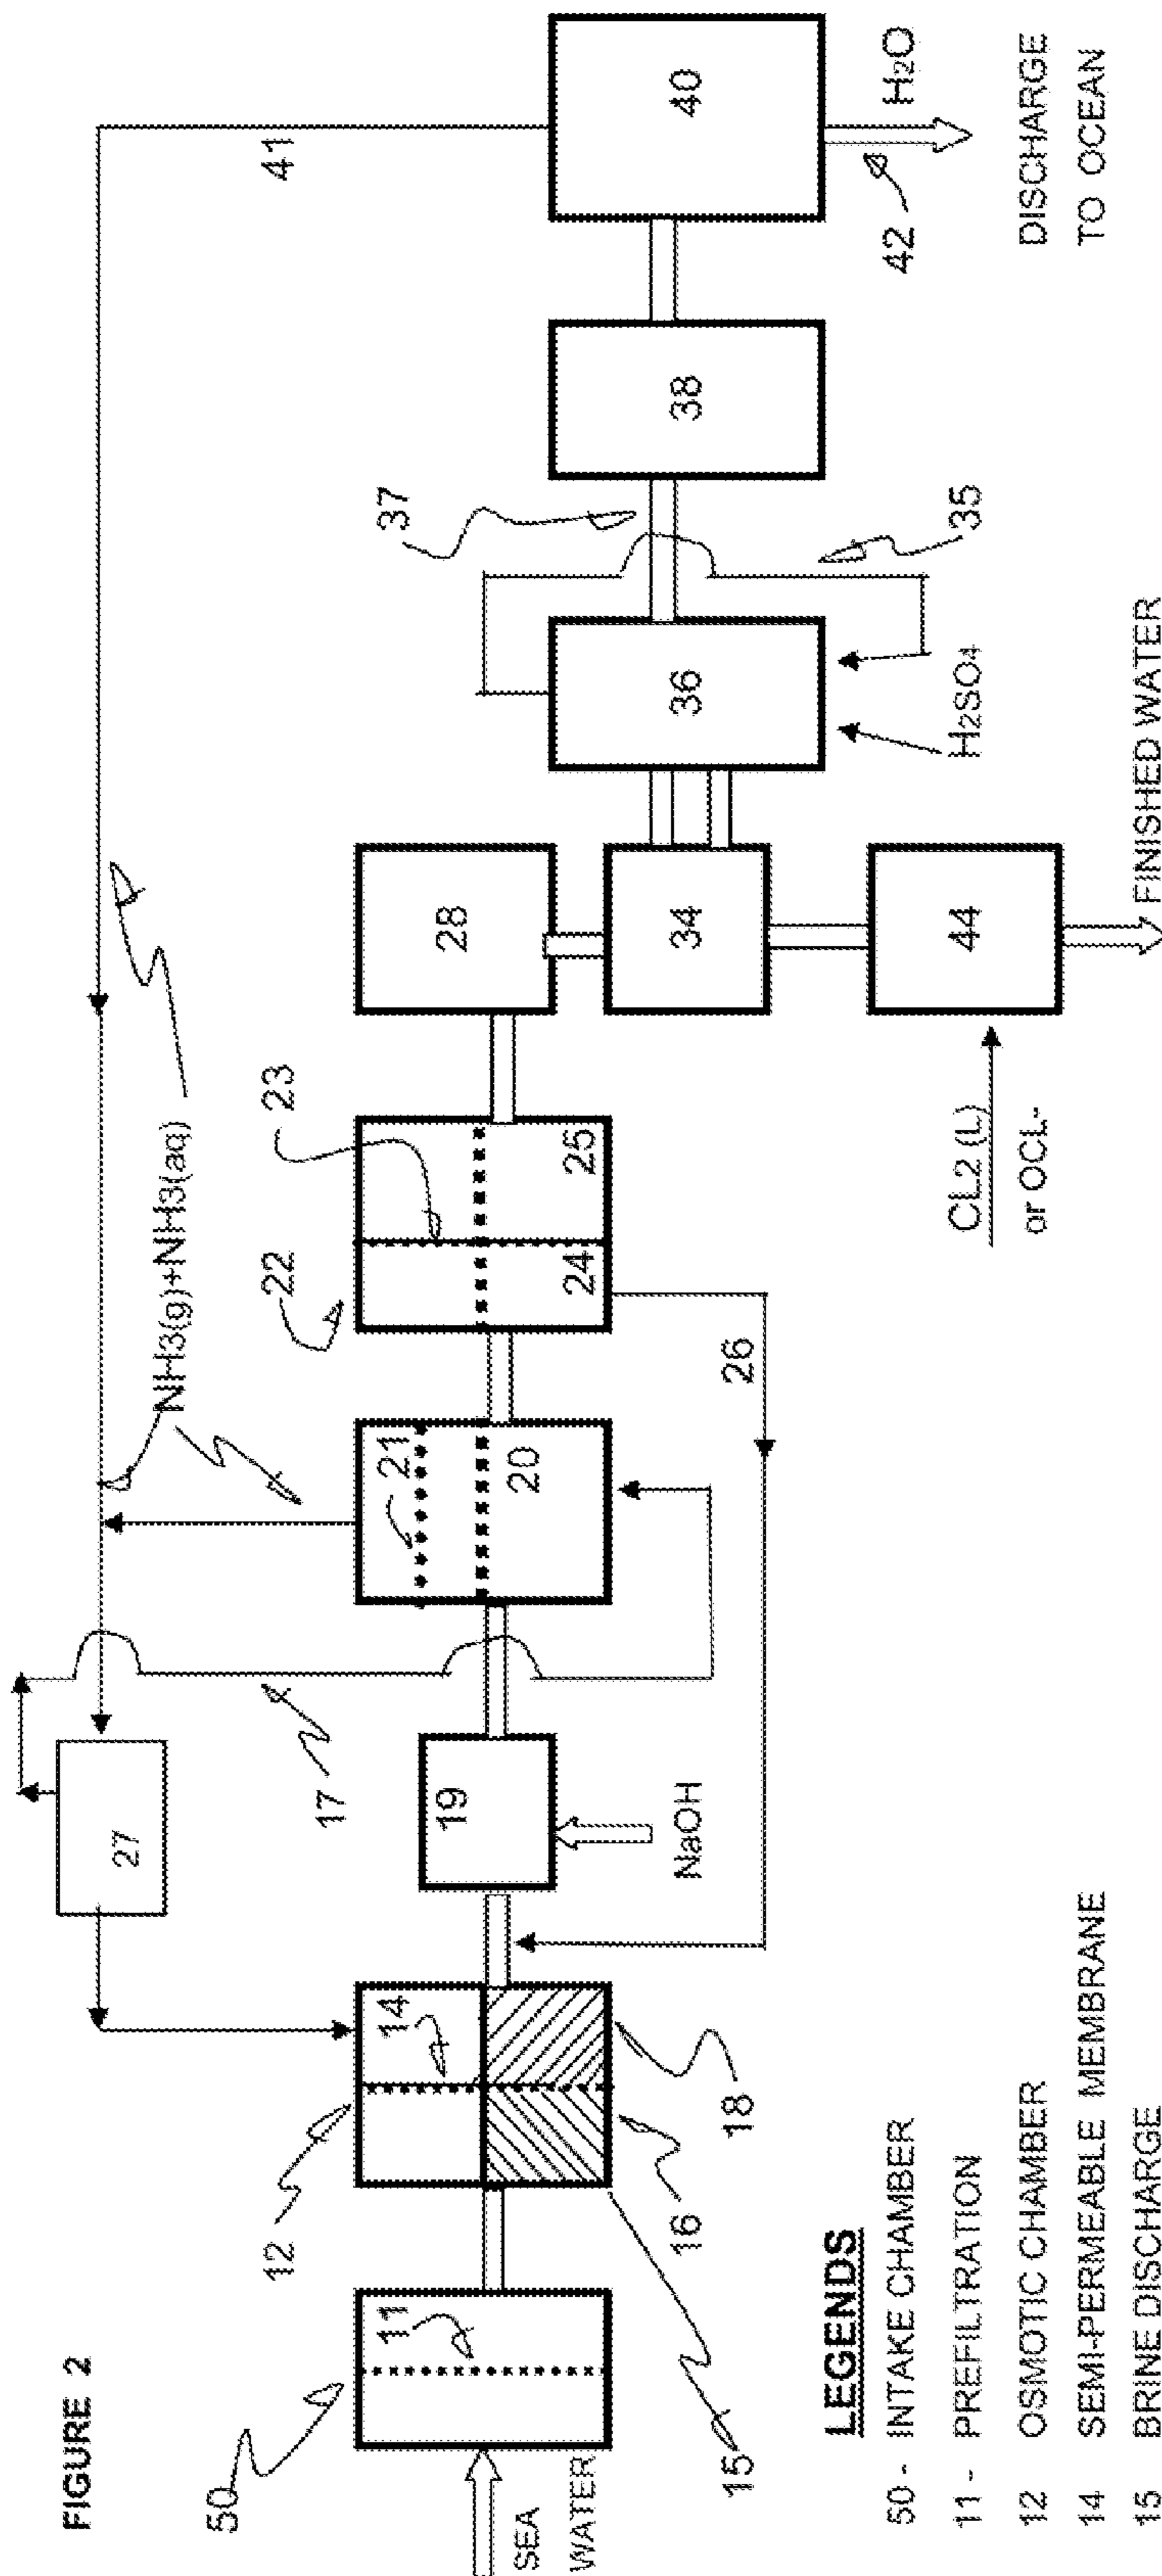 FIGURE 2
50
11
SEA
WATER
12
14
15
16
18
27
17
19
NaOH
21
20
22
23
24
25
26
NH3(g)+NH3(aq)
41
28
34
44
CL2 (L)
or OCL-
FINISHED WATER
36
H2SO4
35
37
38
40
42
H2O
DISCHARGE
TO OCEAN
LEGENDS
50 - INTAKE CHAMBER
11 - PREFILTRATION
12 OSMOTIC CHAMBER
14 SEMI-PERMEABLE MEMBRANE
15 BRINE DISCHARGE